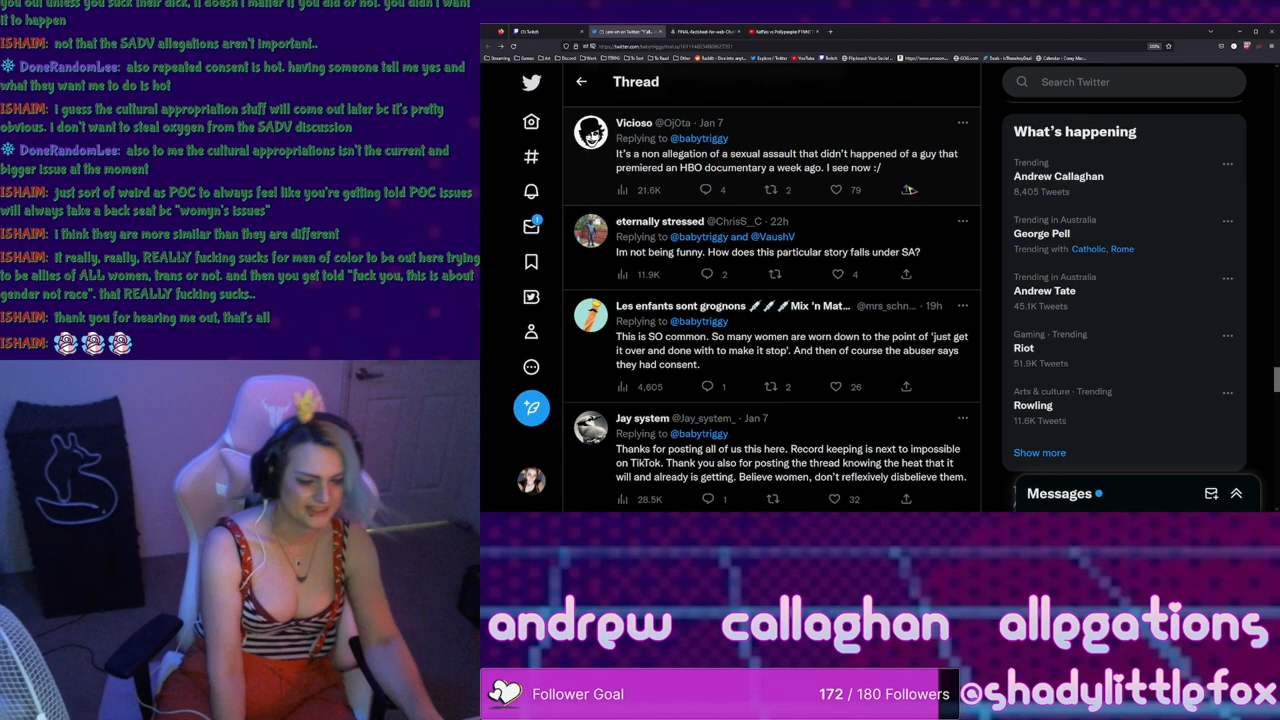 you out unless you suck their dick, it doesn't matter if you did or not. you didn't want
it to happen
ISHAIM: not that the SADV allegations aren't important..
DoneRandomLee: also repeated consent is hot. having someone tell me yes and
what they want me to do is hot
ISHAIM: I guess the cultural appropriation stuff will come out later bc it's pretty
obvious. I don't want to steal oxygen from the SADV discussion
DoneRandomLee: also to me the cultural appropriations isn't the current and
bigger issue at the moment
ISHAIM: just sort of weird as POC to always feel like you're getting told POC issues
will always take a back seat bc "womyn's issues"
ISHAIM: I think they are more similar than they are different
ISHAIM: it really, really, REALLY fucking sucks for men of color to be out here trying
to be allies of ALL women, trans or not. and then you get told "fuck you, this is about
gender not race". that REALLY fucking sucks..
ISHAIM: thank you for hearing me out, that's all
ISHAIM:
Thread
Vicioso @Oj0ta · Jan 7
Replying to @babytriggy
It's a non allegation of a sexual assault that didn't happened of a guy that
premiered an HBO documentary a week ago. I see now :/
21.6K 4 2 79
eternally stressed @ChrisS__C · 22h
Replying to @babytriggy and @VaushV
Im not being funny. How does this particular story falls under SA?
11.9K 2 4
Les enfants sont grognons Mix 'n Mat... @mrs_schn... · 19h
Replying to @babytriggy
This is SO common. So many women are worn down to the point of 'just get
it over and done with to make it stop'. And then of course the abuser says
they had consent.
4,605 1 2 26
Jay system @Jay_system_ · Jan 7
Replying to @babytriggy
Thanks for posting all of us this here. Record keeping is next to impossible
on TikTok. Thank you also for posting the thread knowing the heat that it
will and already is getting. Believe women, don't reflexively disbelieve them.
28.5K 1 32
Search Twitter
What's happening
Trending
Andrew Callaghan
8,405 Tweets
Trending in Australia
George Pell
Trending with Catholic, Rome
Trending in Australia
Andrew Tate
45.1K Tweets
Gaming · Trending
Riot
51.9K Tweets
Arts & culture · Trending
Rowling
11.6K Tweets
Show more
Messages
andrew callaghan allegations
Follower Goal 172 / 180 Followers
@shadylittlefox